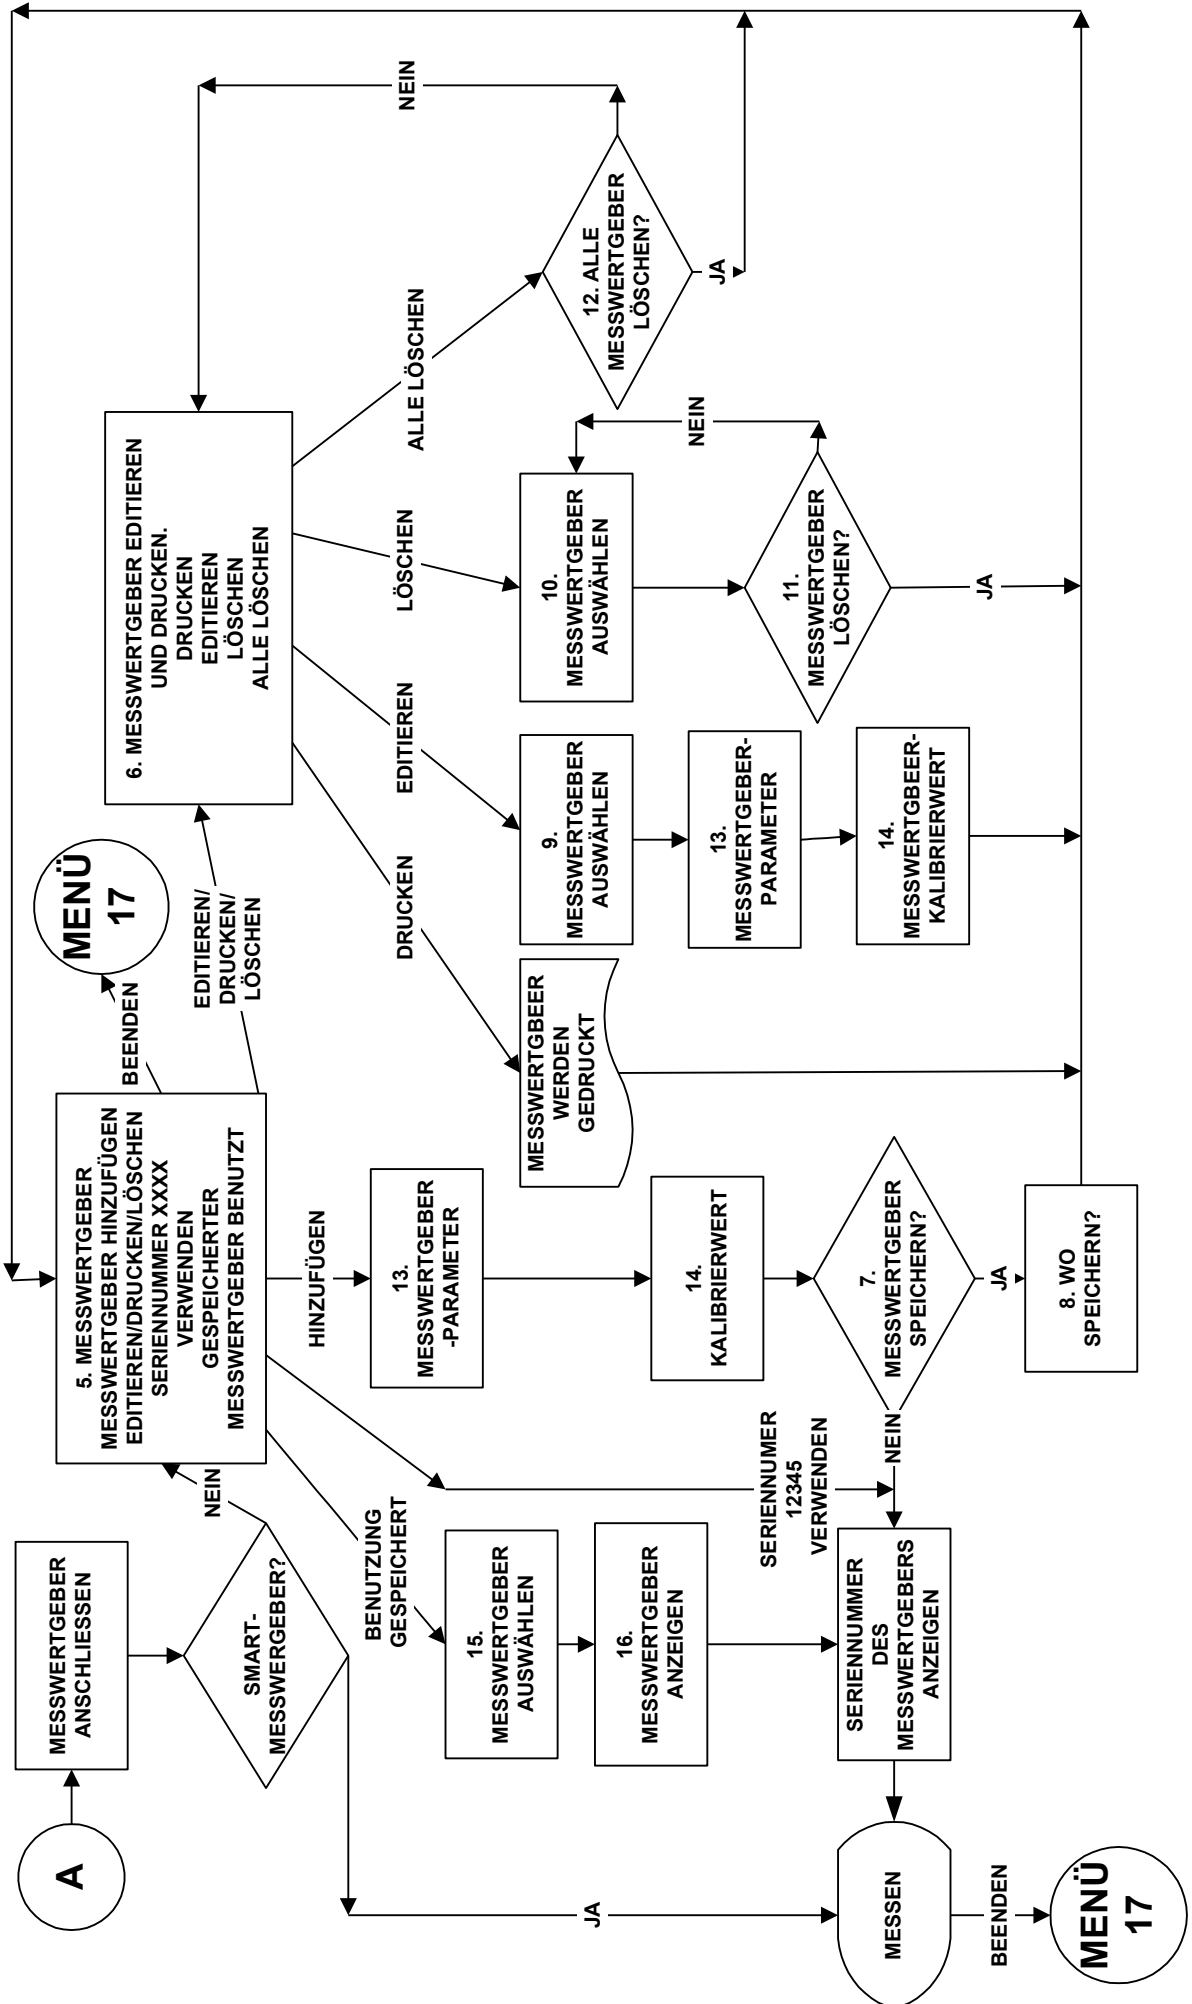 A
MESSWERTGEBER
ANSCHLIESSEN
SMART-
MESSWERGEBER?
NEIN
JA
5. MESSWERTGEBER
MESSWERTGEBER HINZUFÜGEN
EDITIEREN/DRUCKEN/LÖSCHEN
SERIENNUMMER XXXX
VERWENDEN
GESPEICHERTER
MESSWERTGEBER BENUTZT
BEENDEN
MENÜ
17
EDITIEREN/
DRUCKEN/
LÖSCHEN
6. MESSWERTGEBER EDITIEREN
UND DRUCKEN.
DRUCKEN
EDITIEREN
LÖSCHEN
ALLE LÖSCHEN
NEIN
BENUTZUNG
GESPEICHERT
HINZUFÜGEN
DRUCKEN
EDITIEREN
LÖSCHEN
ALLE LÖSCHEN
15.
MESSWERTGEBER
AUSWÄHLEN
16.
MESSWERTGEBER
ANZEIGEN
13.
MESSWERTGEBER
-PARAMETER
14.
KALIBRIERWERT
7.
MESSWERTGEBER
SPEICHERN?
NEIN
JA
8. WO
SPEICHERN?
SERIENNUMER
12345
VERWENDEN
SERIENNUMMER
DES
MESSWERTGEBERS
ANZEIGEN
MESSWERTGBEER
WERDEN
GEDRUCKT
9.
MESSWERTGEBER
AUSWÄHLEN
13.
MESSWERTGEBER-
PARAMETER
14.
MESSWERTGBEER-
KALIBRIERWERT
10.
MESSWERTGEBER
AUSWÄHLEN
NEIN
11.
MESSWERTGEBER
LÖSCHEN?
JA
12. ALLE
MESSWERTGEBER
LÖSCHEN?
JA
MESSEN
BEENDEN
MENÜ
17